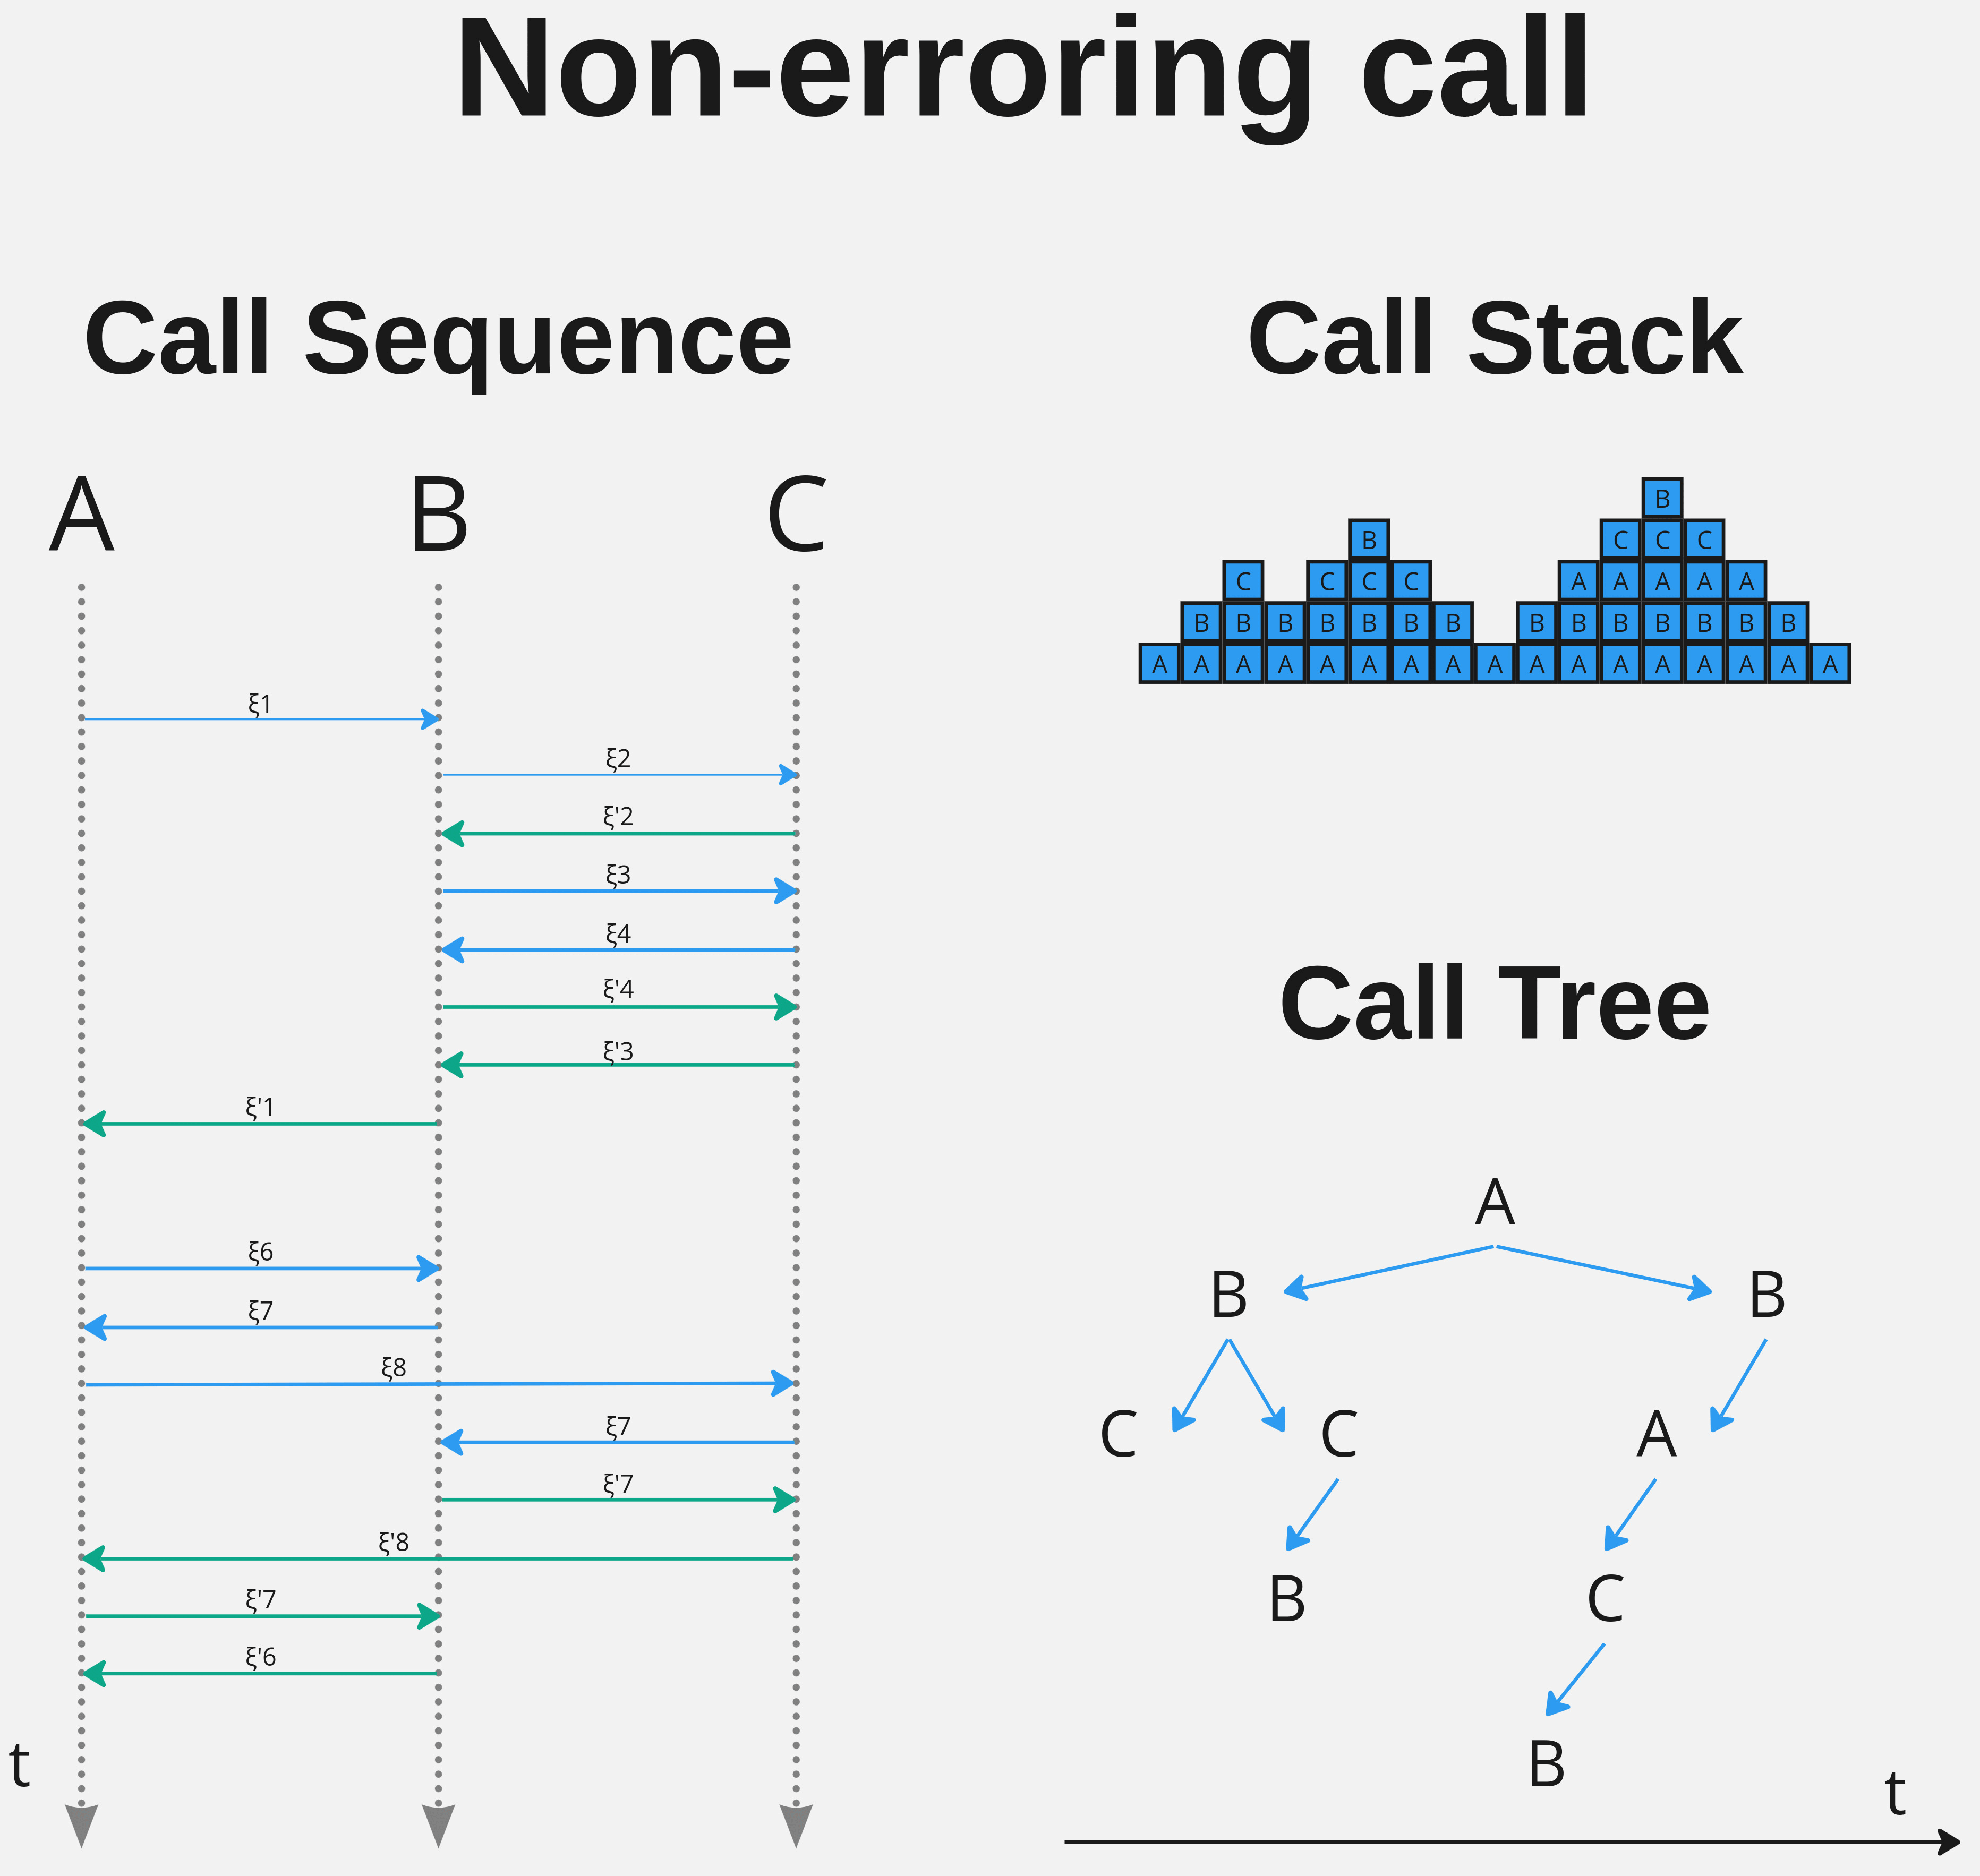 Non-erroring call
Call Sequence
A B C
ξ1
ξ2
ξ'2
ξ3
ξ4
ξ'4
ξ'3
ξ'1
ξ6
ξ7
ξ8
ξ7
ξ'7
ξ'8
ξ'7
ξ'6
t
Call Stack
B
B C C C
C C C C A A A A A
B B B B B B B B B B B B B B
A A A A A A A A A A A A A A A A A
Call Tree
A
B B
C C A
B C
B
t